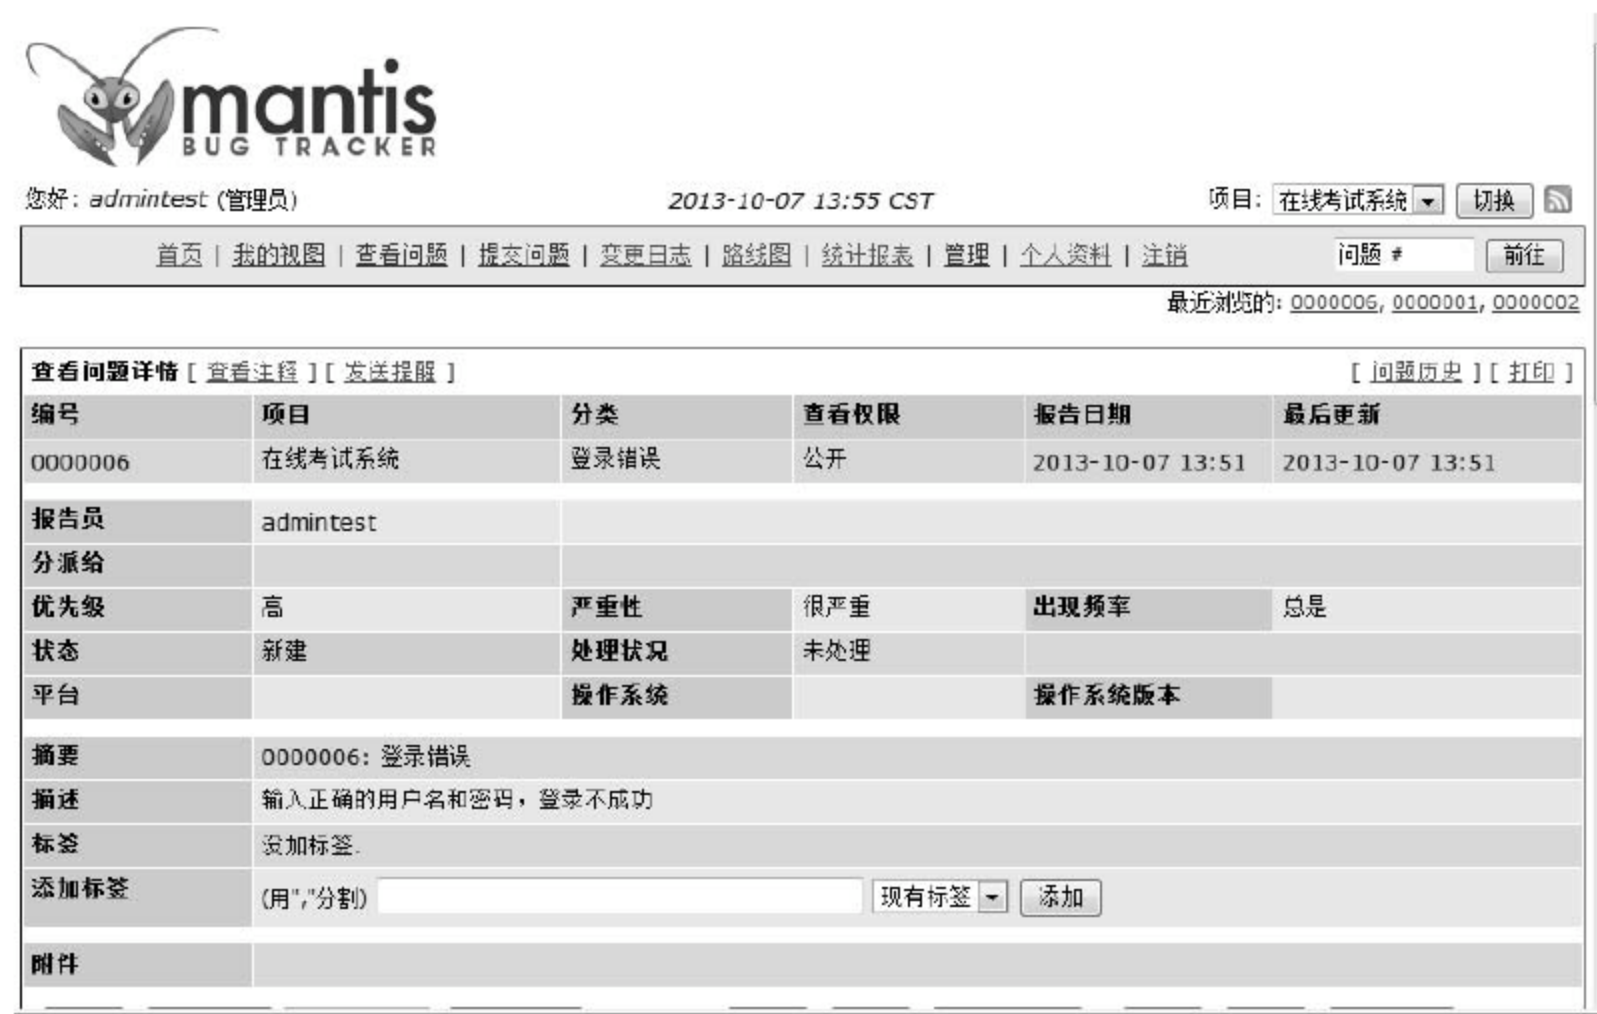 mantis
BUG TRACKER
您好: admintest (管理员) 2013-10-07 13:55 CST 项目: 在线考试系统 切换
首页 | 我的视图 | 查看问题 | 提交问题 | 变更日志 | 路线图 | 统计报表 | 管理 | 个人资料 | 注销 问题 # 前往
最近浏览的: 0000006, 0000001, 0000002
查看问题详情 [ 查看注释 ] [ 发送提醒 ] [ 问题历史 ] [ 打印 ]
编号 项目 分类 查看权限 报告日期 最后更新
0000006 在线考试系统 登录错误 公开 2013-10-07 13:51 2013-10-07 13:51
报告员 admintest
分派给
优先级 高 严重性 很严重 出现频率 总是
状态 新建 处理状况 未处理
平台 操作系统 操作系统版本
摘要 0000006: 登录错误
描述 输入正确的用户名和密码，登录不成功
标签 没加标签.
添加标签 (用","分割) 现有标签 添加
附件